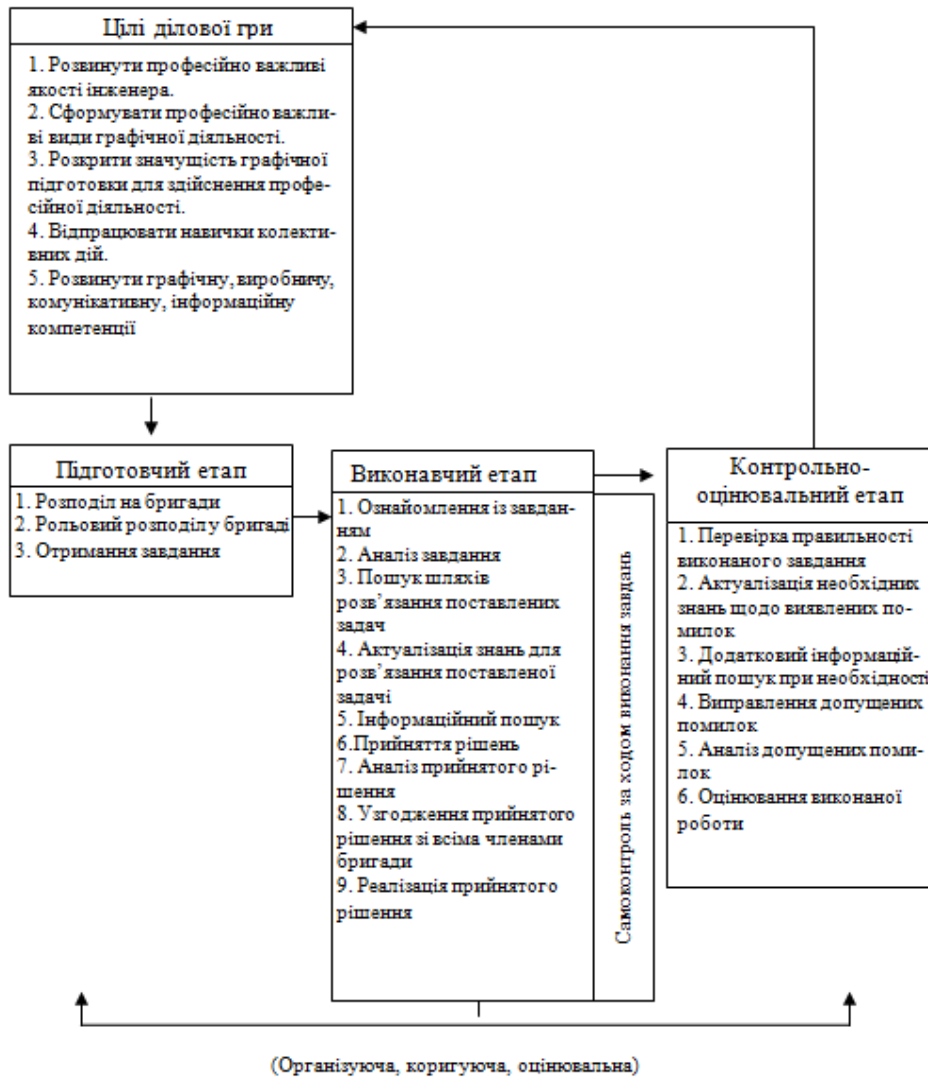 Цілі ділової гри
1. Розвинути професійно важливі
якості інженера.
2. Сформувати професійно важли-
ві види графічної діяльності.
3. Розкрити значущість графічної
підготовки для здійснення профе-
сійної діяльності.
4. Відпрацювати навички колекти-
вних дій.
5. Розвинути графічну, виробничу,
комунікативну, інформаційну
компетенції
Підготовчий етап
1. Розподіл на бригади
2. Рольовий розподіл у бригаді
3. Отримання завдання
Виконавчий етап
1. Ознайомлення із завдан-
ням
2. Аналіз завдання
3. Пошук шляхів
розв’язання поставлених
задач
4. Актуалізація знань для
розв’язання поставленої
задачі
5. Інформаційний пошук
6.Прийняття рішень
7. Аналіз прийнятого рі-
шення
8. Узгодження прийнятого
рішення зі всіма членами
бригади
9. Реалізація прийнятого
рішення
Самоконтроль за ходом виконання завдань
Контрольно-
оцінювальний етап
1. Перевірка правильності
виконаного завдання
2. Актуалізація необхідних
знань щодо виявлених по-
милок
3. Додатковий інформацій-
ний пошук при необхідності
4. Виправлення допущених
помилок
5. Аналіз допущених поми-
лок
6. Оцінювання виконаної
роботи
(Організуюча, коригуюча, оцінювальна)